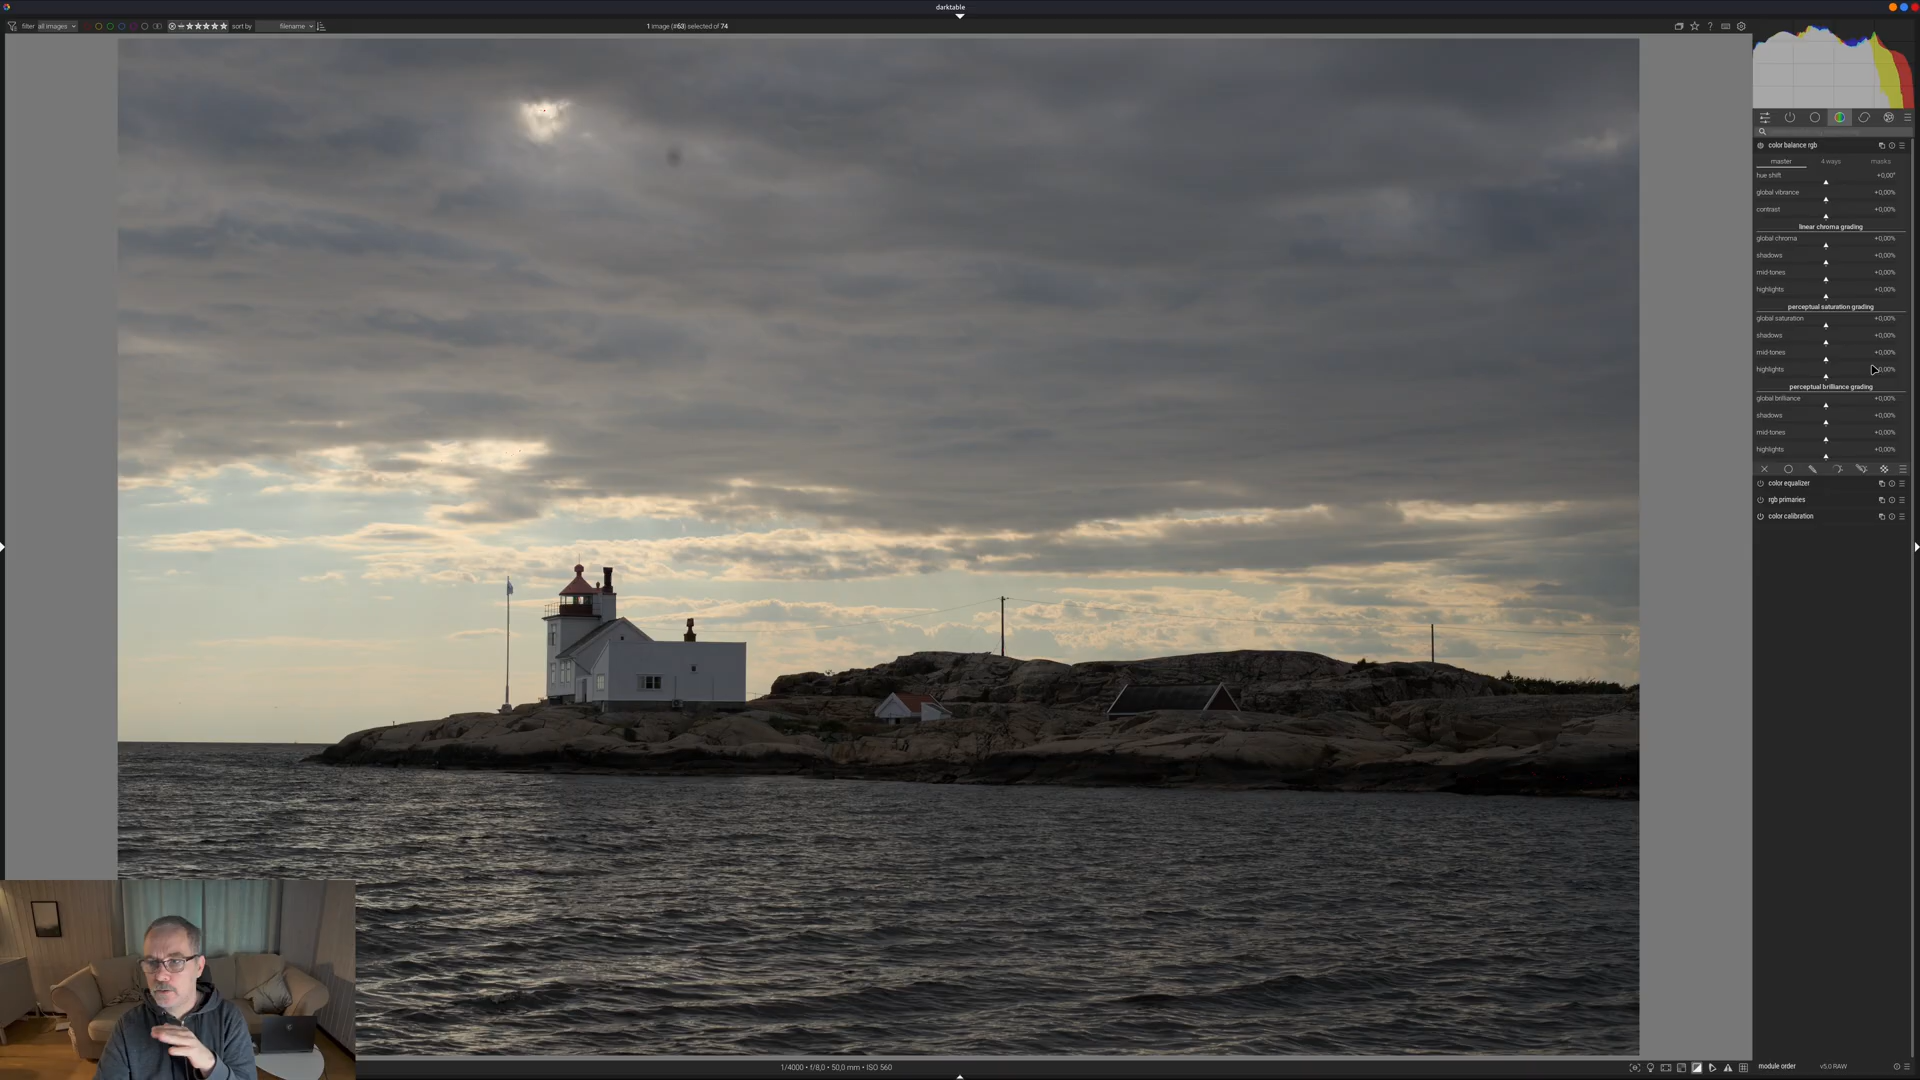 darktable
filter all images
sort by filename
1 image (#63) selected of 74
color balance rgb
master 4 ways masks
hue shift +0,00°
global vibrance +0,00%
contrast +0,00%
linear chroma grading
global chroma +0,00%
shadows +0,00%
mid-tones +0,00%
highlights +0,00%
perceptual saturation grading
global saturation +0,00%
shadows +0,00%
mid-tones +0,00%
highlights 0,00%
perceptual brilliance grading
global brilliance +0,00%
shadows +0,00%
mid-tones +0,00%
highlights +0,00%
color equalizer
rgb primaries
color calibration
1/4000 • f/8,0 • 50,0 mm • ISO 560
module order v5.0 RAW